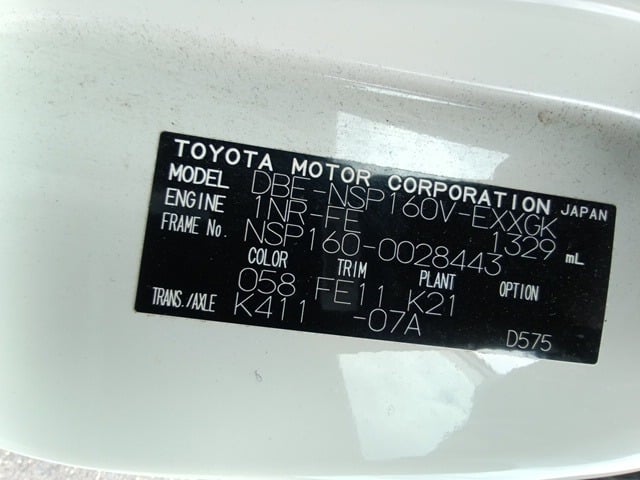 TOYOTA MOTOR CORPORATION JAPAN
MODEL DBE-NSP160V-EXXGK
ENGINE 1NR-FE 1329 mL
FRAME No. NSP160-0028443
COLOR TRIM PLANT OPTION
058 FE11 K21
TRANS./AXLE K411 -07A
D575